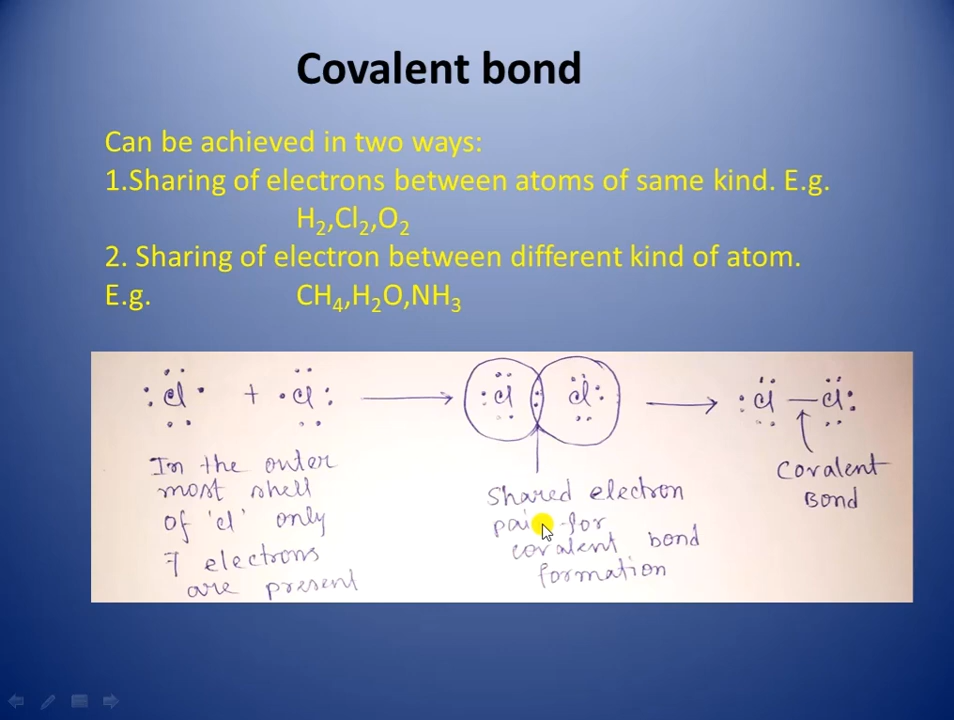 Covalent bond
Can be achieved in two ways:
1.Sharing of electrons between atoms of same kind. E.g.
H₂,Cl₂,O₂
2. Sharing of electron between different kind of atom.
E.g. CH₄,H₂O,NH₃
:Cl· + ·Cl: → :Cl : Cl: → :Cl — Cl:
In the outer
most shell
of 'cl' only
7 electrons
are present
Shared electron
pair for
covalent bond
formation
Covalent
Bond